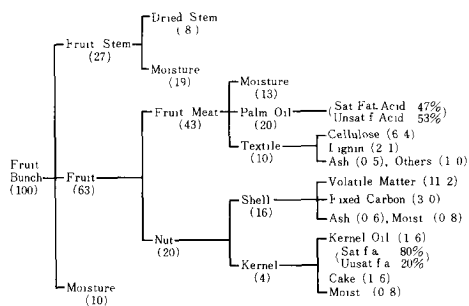 Dried Stem
(8)
Fruit Stem
(27)
Moisture
(19)
Moisture
(13)
Fruit Meat
(43)
Palm Oil
(20)
(Sat Fat. Acid 47%
Unsat f Acid 53%)
Textile
(10)
Cellulose (6 4)
Lignin (2 1)
Ash (0 5), Others (1 0)
Fruit
Bunch
(100)
Fruit
(63)
Shell
(16)
Volatile Matter (11 2)
Fixed Carbon (3 0)
Ash (0 6), Moist (0 8)
Nut
(20)
Kernel
(4)
Kernel Oil (1 6)
(Sat f a 80%
Uusat f a 20%)
Cake (1 6)
Moist (0 8)
Moisture
(10)